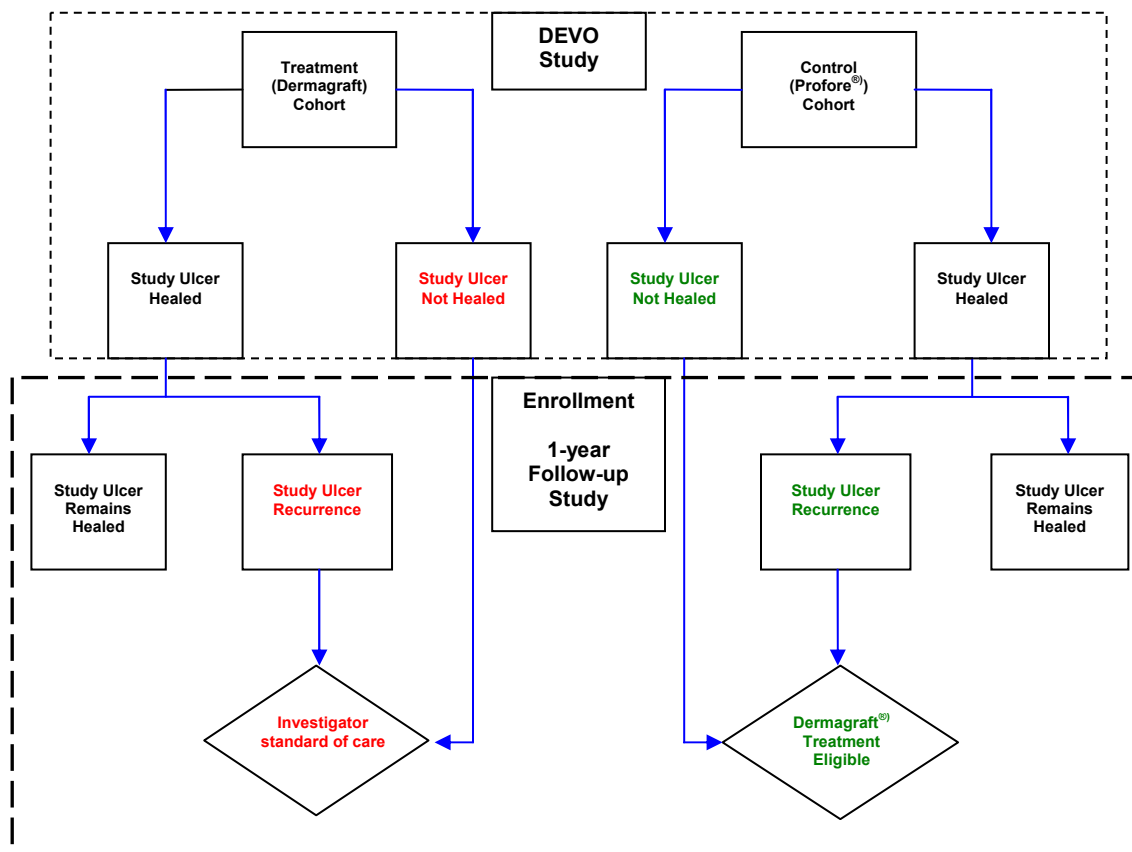 DEVO
Study
Treatment
(Dermagraft)
Cohort
Control
(Profore®)
Cohort
Study Ulcer
Healed
Study Ulcer
Not Healed
Study Ulcer
Not Healed
Study Ulcer
Healed
Enrollment
1-year
Follow-up
Study
Study Ulcer
Remains
Healed
Study Ulcer
Recurrence
Study Ulcer
Recurrence
Study Ulcer
Remains
Healed
Investigator
standard of care
Dermagraft®)
Treatment
Eligible